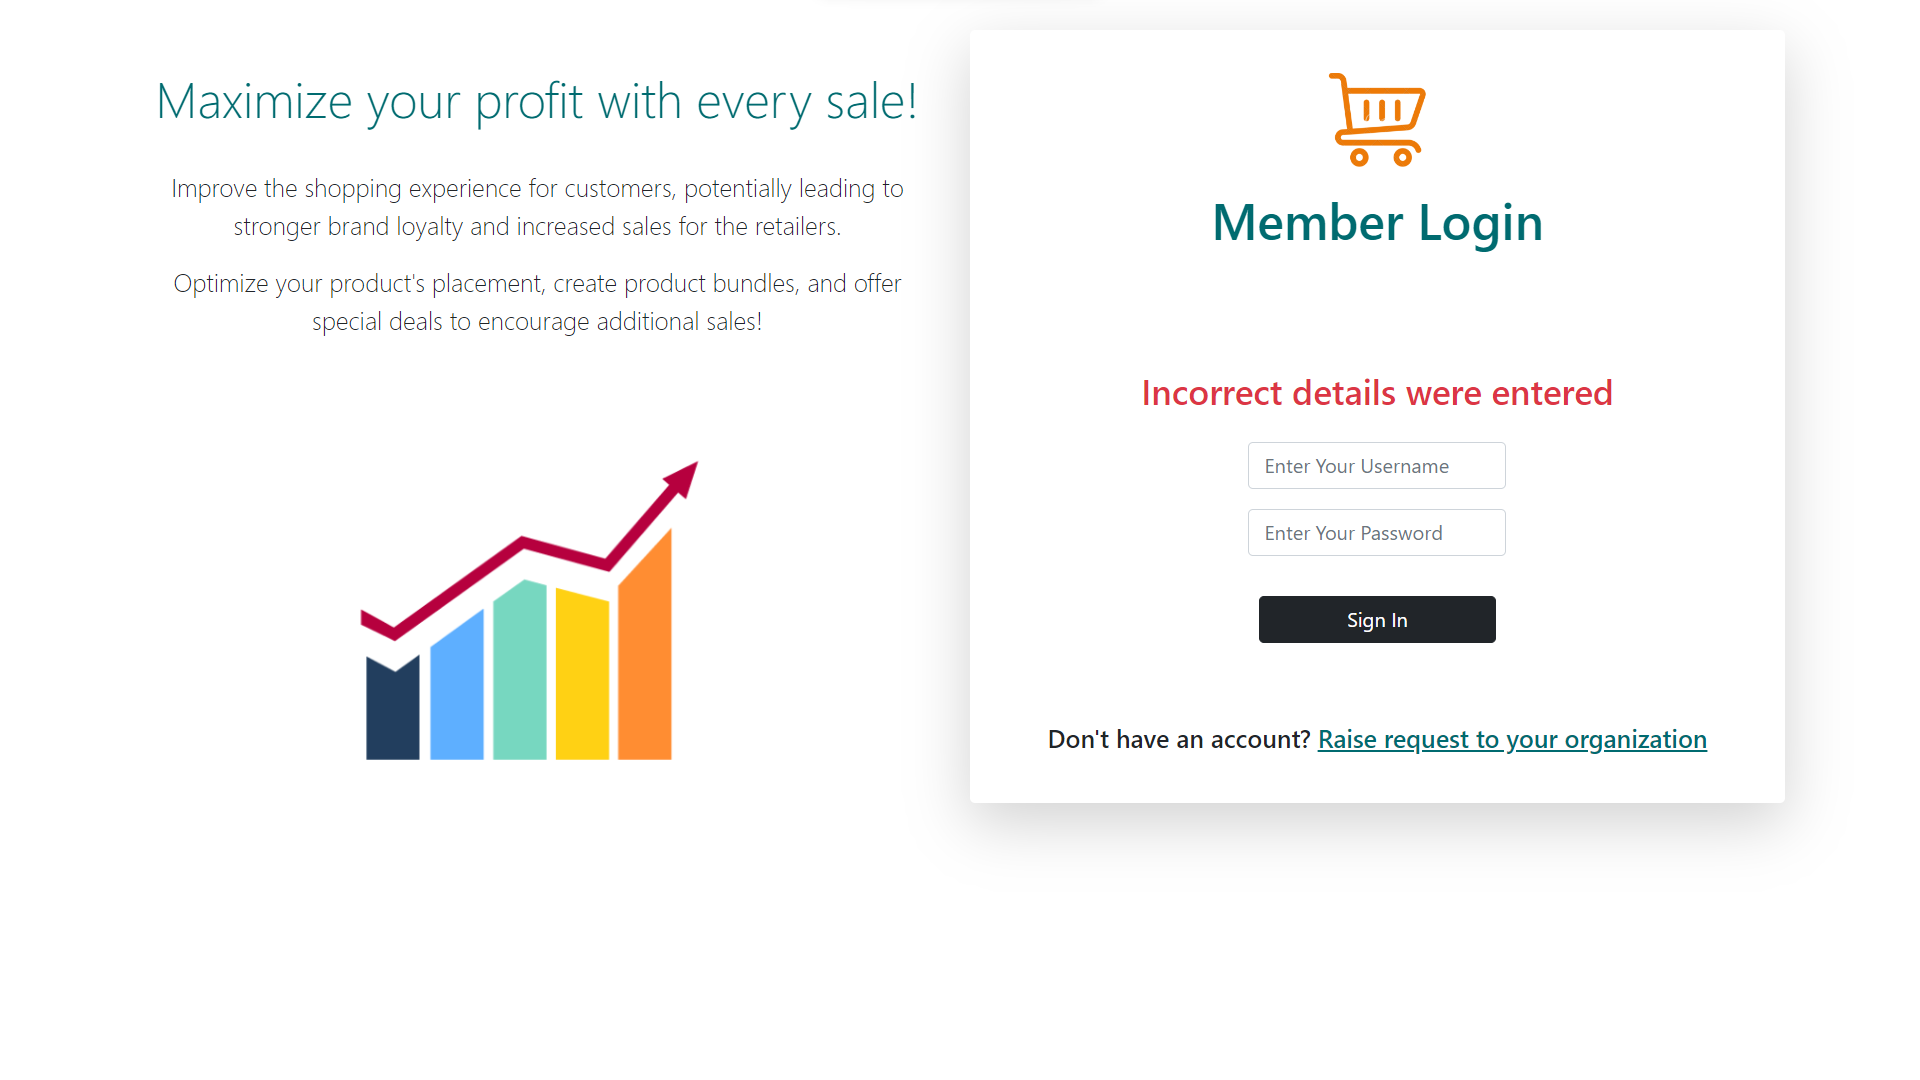 Maximize your profit with every sale!
Improve the shopping experience for customers, potentially leading to
stronger brand loyalty and increased sales for the retailers.
Optimize your product's placement, create product bundles, and offer
special deals to encourage additional sales!
Member Login
Incorrect details were entered
Enter Your Username
Enter Your Password
Sign In
Don't have an account? Raise request to your organization